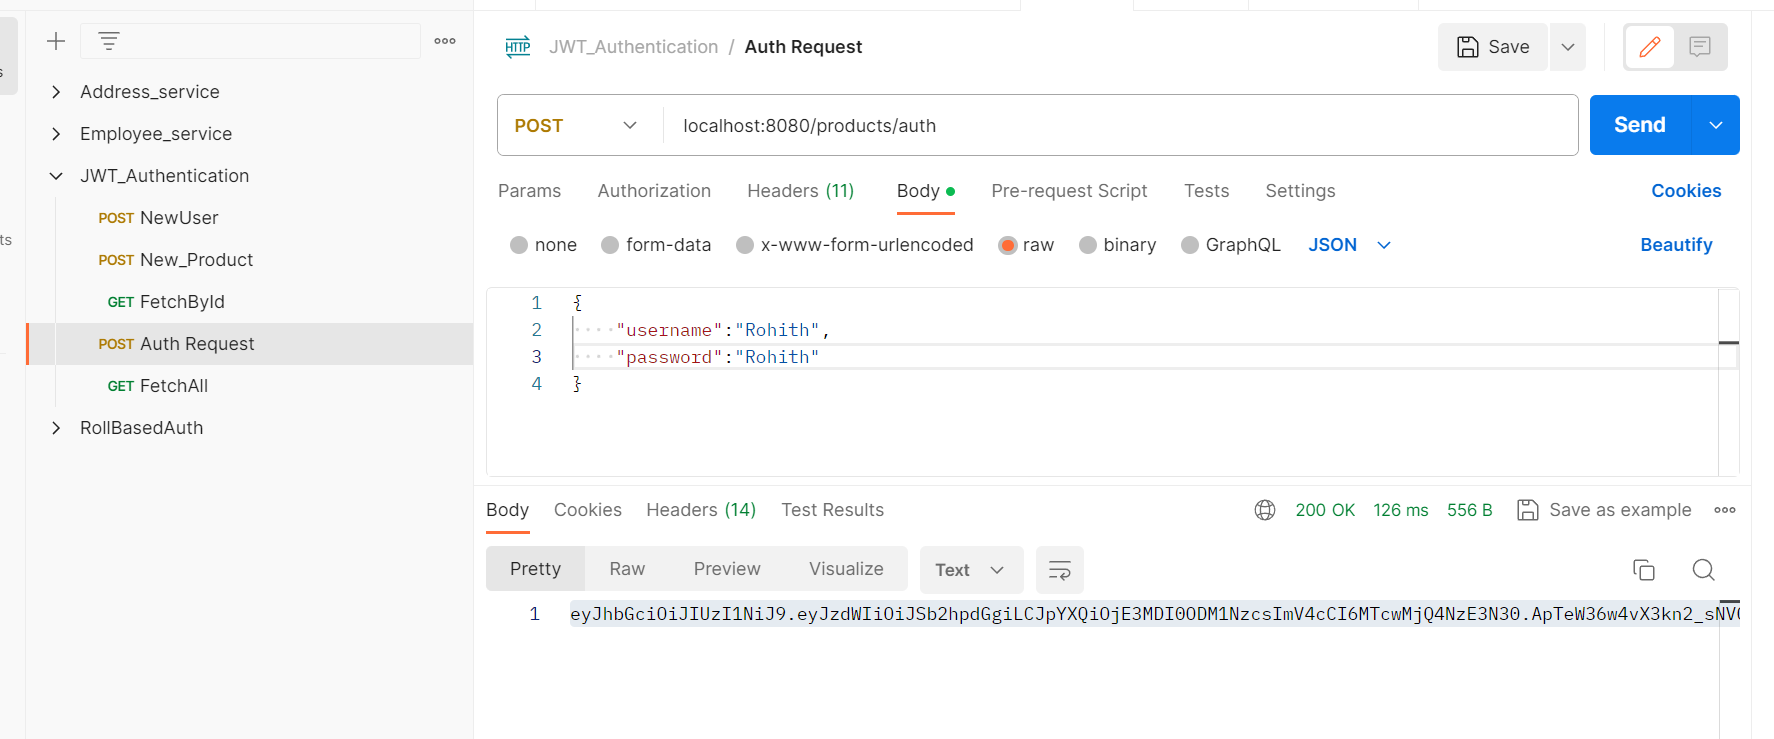 HTTP JWT_Authentication / Auth Request
Save
Address_service
Employee_service
JWT_Authentication
POST NewUser
POST New_Product
GET FetchById
POST Auth Request
GET FetchAll
RollBasedAuth
s
ts
POST localhost:8080/products/auth
Send
Params Authorization Headers (11) Body Pre-request Script Tests Settings Cookies
none form-data x-www-form-urlencoded raw binary GraphQL JSON Beautify
1 {
2 "username":"Rohith",
3 "password":"Rohith"
4 }
Body Cookies Headers (14) Test Results 200 OK 126 ms 556 B Save as example
Pretty Raw Preview Visualize Text
1 eyJhbGciOiJIUzI1NiJ9.eyJzdWIiOiJSb2hpdGgiLCJpYXQiOjE3MDI0ODM1NzcsImV4cCI6MTcwMjQ4NzE3N30.ApTeW36w4vX3kn2_sNV